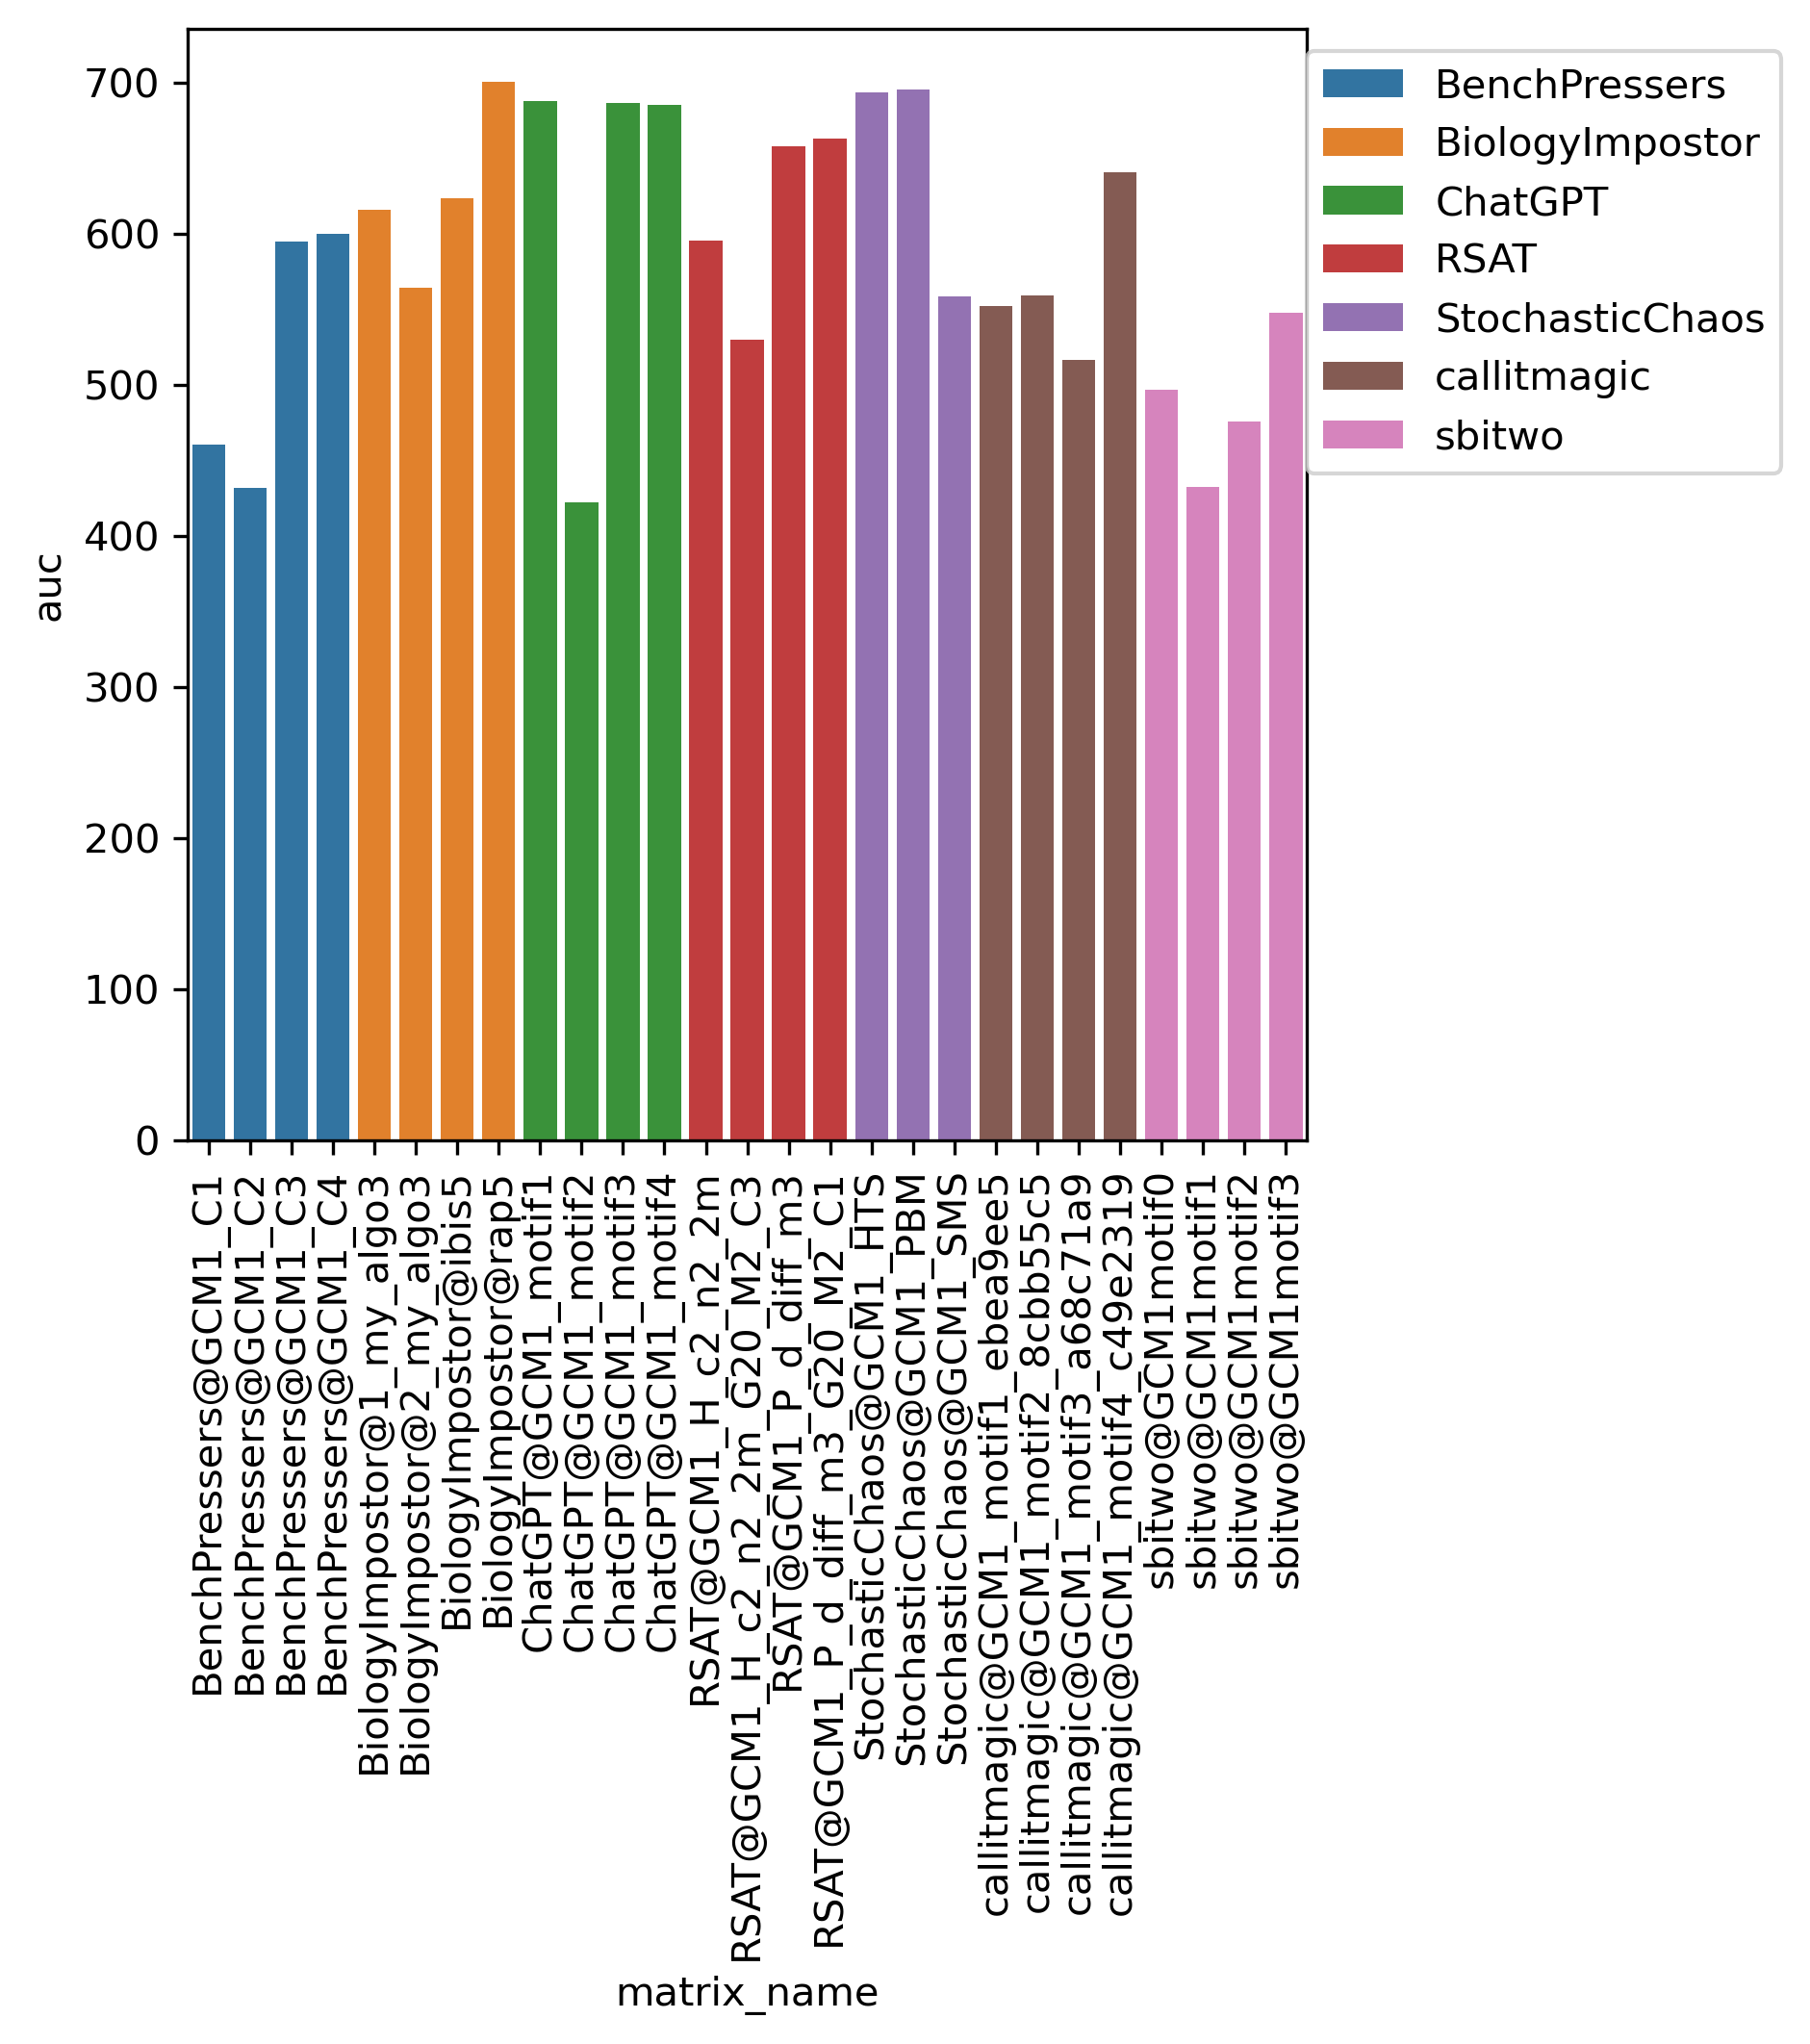 700
600
500
400
300
200
100
0
auc
BenchPressers
BiologyImpostor
ChatGPT
RSAT
StochasticChaos
callitmagic
sbitwo
BenchPressers@GCM1_C1
BenchPressers@GCM1_C2
BenchPressers@GCM1_C3
BenchPressers@GCM1_C4
BiologyImpostor@1_my_algo3
BiologyImpostor@2_my_algo3
BiologyImpostor@ibis5
BiologyImpostor@rap5
ChatGPT@GCM1_motif1
ChatGPT@GCM1_motif2
ChatGPT@GCM1_motif3
ChatGPT@GCM1_motif4
RSAT@GCM1_H_c2_n2_2m
RSAT@GCM1_H_c2_n2_2m_G20_M2_C3
RSAT@GCM1_P_d_diff_m3
RSAT@GCM1_P_d_diff_m3_G20_M2_C1
StochasticChaos@GCM1_HTS
StochasticChaos@GCM1_PBM
StochasticChaos@GCM1_SMS
callitmagic@GCM1_motif1_ebea9ee5
callitmagic@GCM1_motif2_8cbb55c5
callitmagic@GCM1_motif3_a68c71a9
callitmagic@GCM1_motif4_c49e2319
sbitwo@GCM1motif0
sbitwo@GCM1motif1
sbitwo@GCM1motif2
sbitwo@GCM1motif3
matrix_name